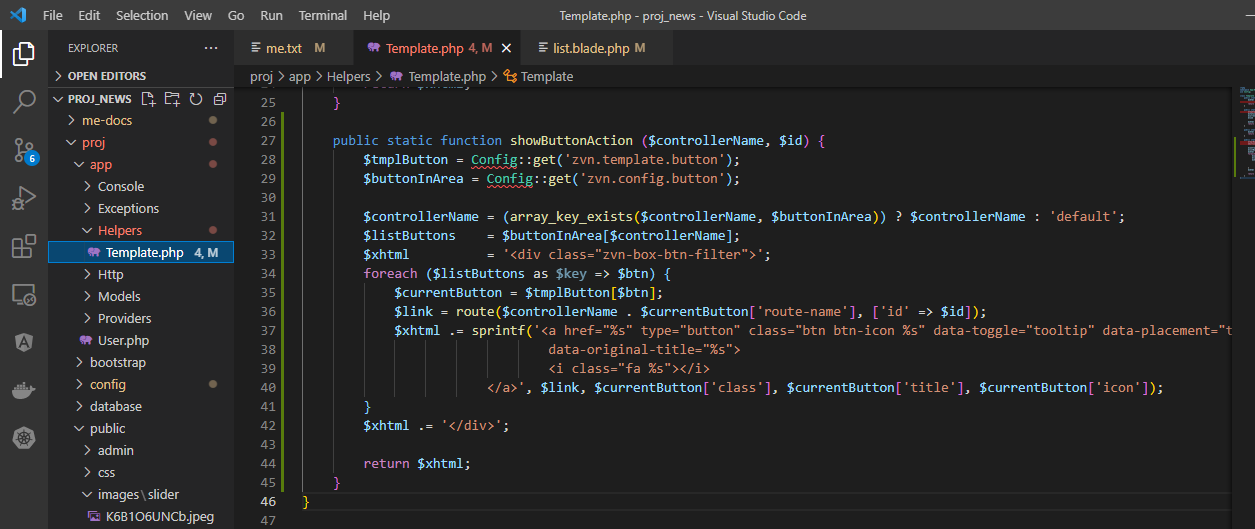 File Edit Selection View Go Run Terminal Help Template.php - proj_news - Visual Studio Code
EXPLORER ···
me.txt M Template.php 4, M × list.blade.php M
OPEN EDITORS
proj > app > Helpers > Template.php > Template
PROJ_NEWS
me-docs
proj
app
Console
Exceptions
Helpers
Template.php 4, M
Http
Models
Providers
User.php
bootstrap
config
database
public
admin
css
images\slider
K6B1O6UNCb.jpeg
6
25 }
26
27 public static function showButtonAction ($controllerName, $id) {
28 $tmplButton = Config::get('zvn.template.button');
29 $buttonInArea = Config::get('zvn.config.button');
30
31 $controllerName = (array_key_exists($controllerName, $buttonInArea)) ? $controllerName : 'default';
32 $listButtons = $buttonInArea[$controllerName];
33 $xhtml = '<div class="zvn-box-btn-filter">';
34 foreach ($listButtons as $key => $btn) {
35 $currentButton = $tmplButton[$btn];
36 $link = route($controllerName . $currentButton['route-name'], ['id' => $id]);
37 $xhtml .= sprintf('<a href="%s" type="button" class="btn btn-icon %s" data-toggle="tooltip" data-placement="t
38 data-original-title="%s">
39 <i class="fa %s"></i>
40 </a>', $link, $currentButton['class'], $currentButton['title'], $currentButton['icon']);
41 }
42 $xhtml .= '</div>';
43
44 return $xhtml;
45 }
46 }
47